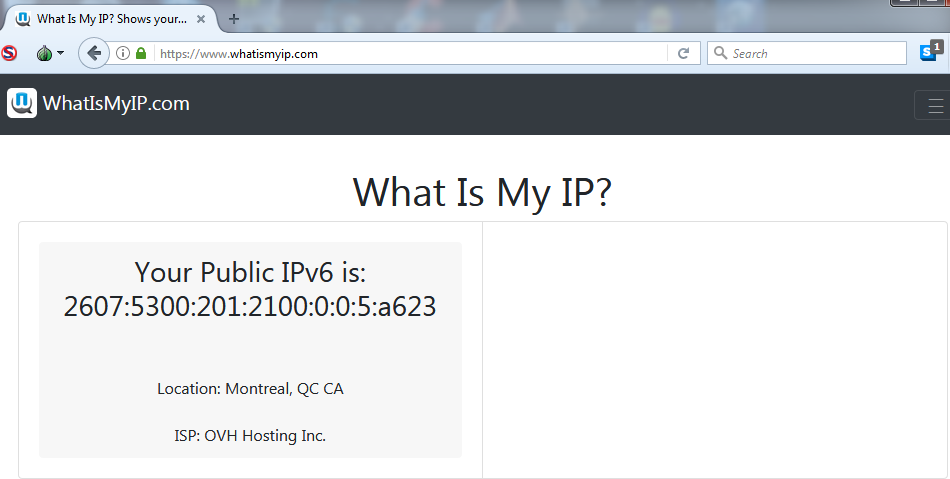 What Is My IP? Shows your...
https://www.whatismyip.com
Search
S 1
WhatIsMyIP.com
What Is My IP?
Your Public IPv6 is:
2607:5300:201:2100:0:0:5:a623
Location: Montreal, QC CA
ISP: OVH Hosting Inc.